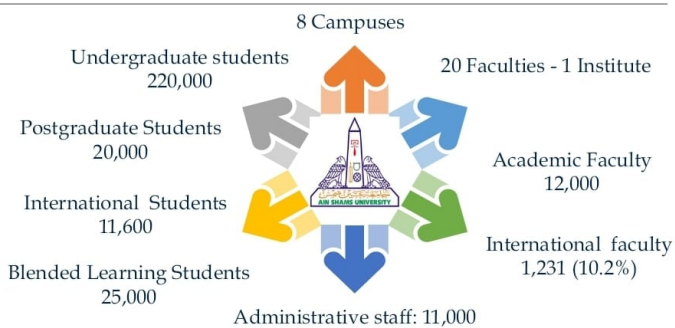 8 Campuses
Undergraduate students
220,000
20 Faculties - 1 Institute
Postgraduate Students
20,000
Academic Faculty
12,000
International Students
11,600
AIN SHAMS UNIVERSITY
International faculty
1,231 (10.2%)
Blended Learning Students
25,000
Administrative staff: 11,000